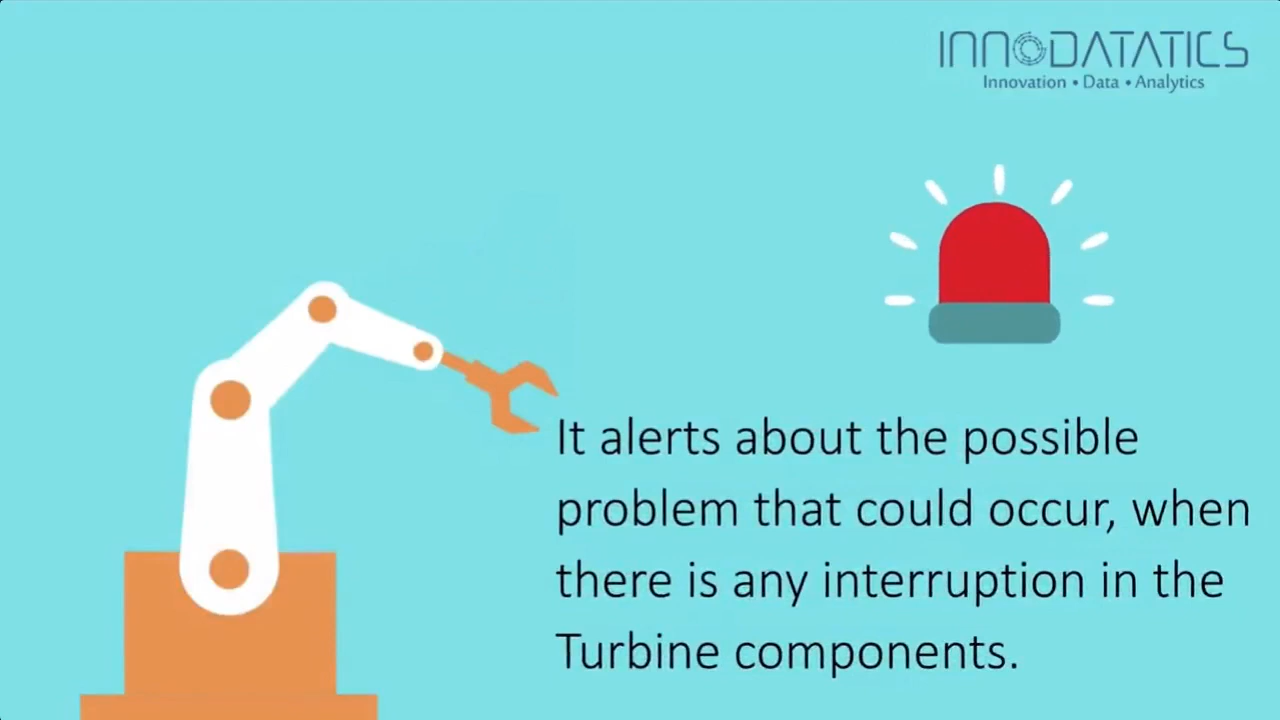 INNODATATICS
Innovation • Data • Analytics
It alerts about the possible
problem that could occur, when
there is any interruption in the
Turbine components.